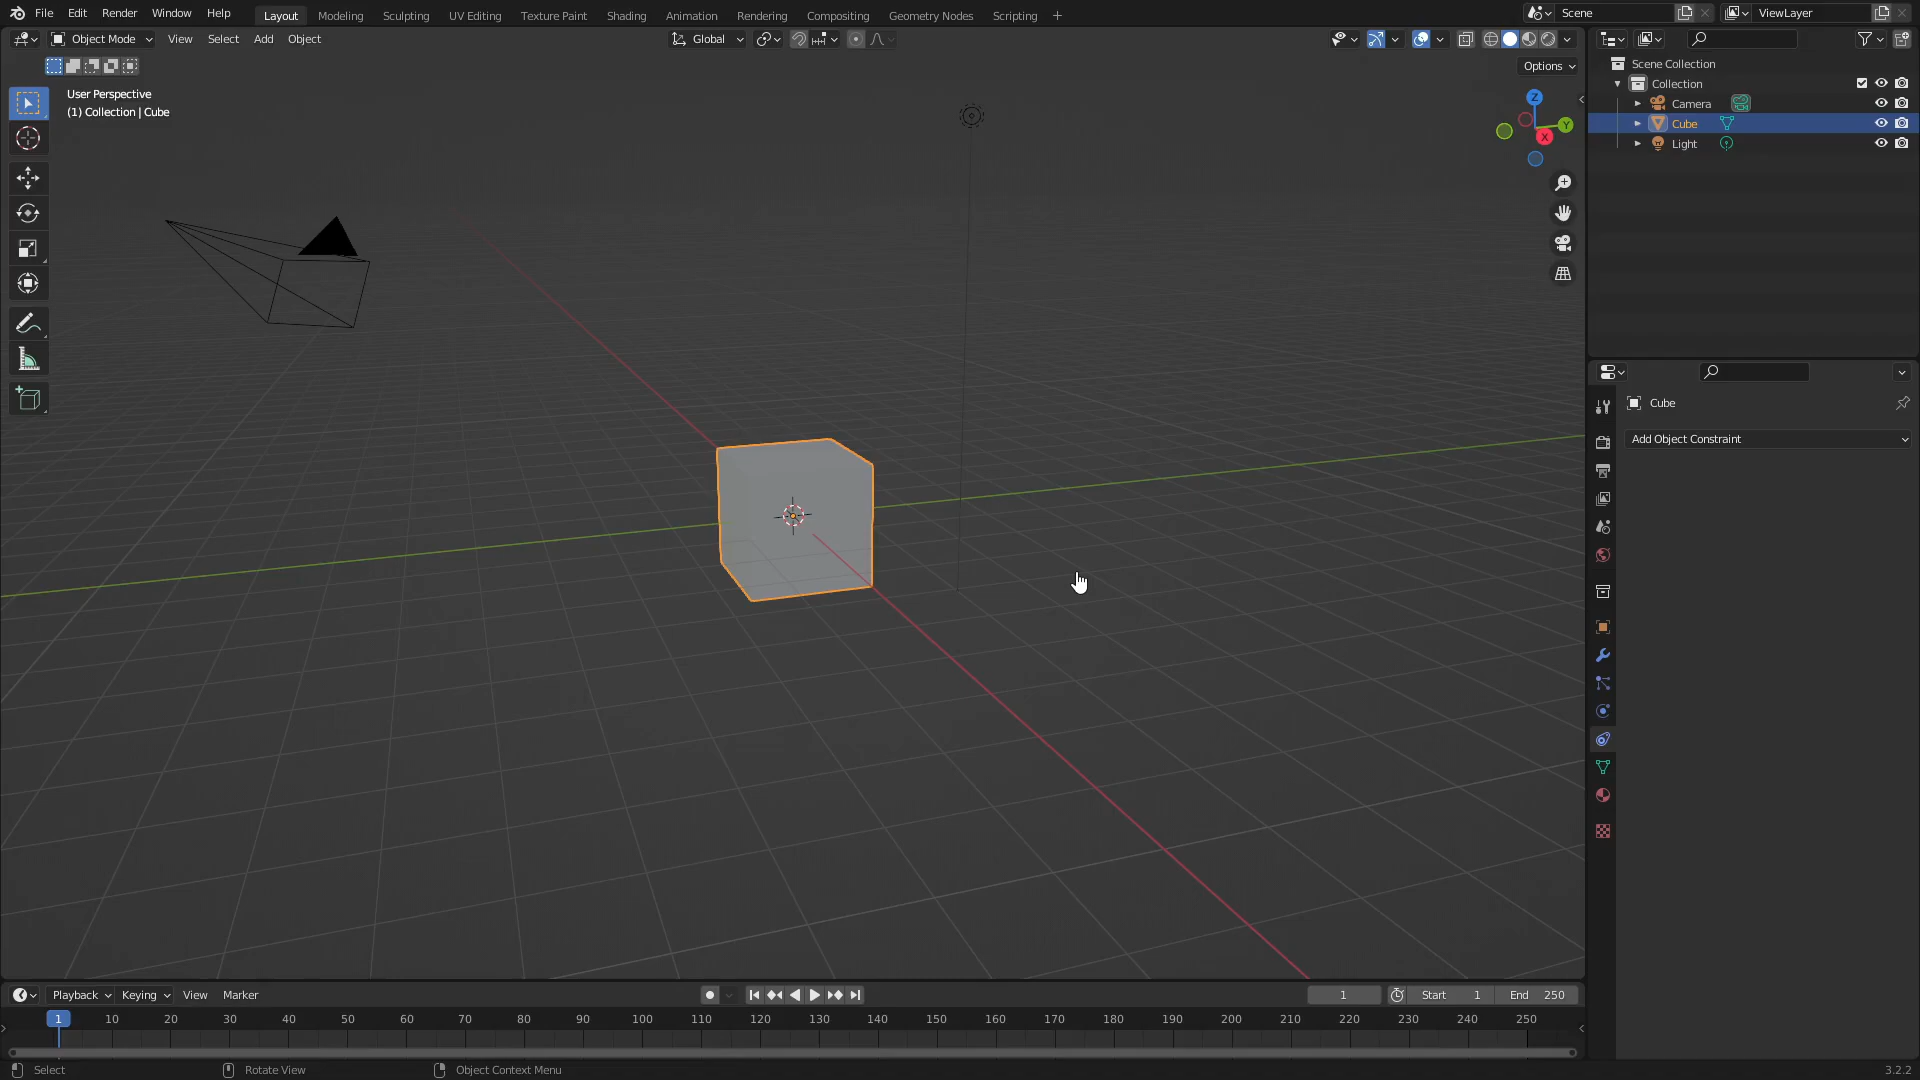 File Edit Render Window Help Layout Modeling Sculpting UV Editing Texture Paint Shading Animation Rendering Compositing Geometry Nodes Scripting + Scene ViewLayer
Object Mode View Select Add Object Global
Options
User Perspective
(1) Collection | Cube
Z
Y
X
Scene Collection
Collection
Camera
Cube
Light
Cube
Add Object Constraint
Playback Keying View Marker 1 Start 1 End 250
1 10 20 30 40 50 60 70 80 90 100 110 120 130 140 150 160 170 180 190 200 210 220 230 240 250
Select Rotate View Object Context Menu 3.2.2